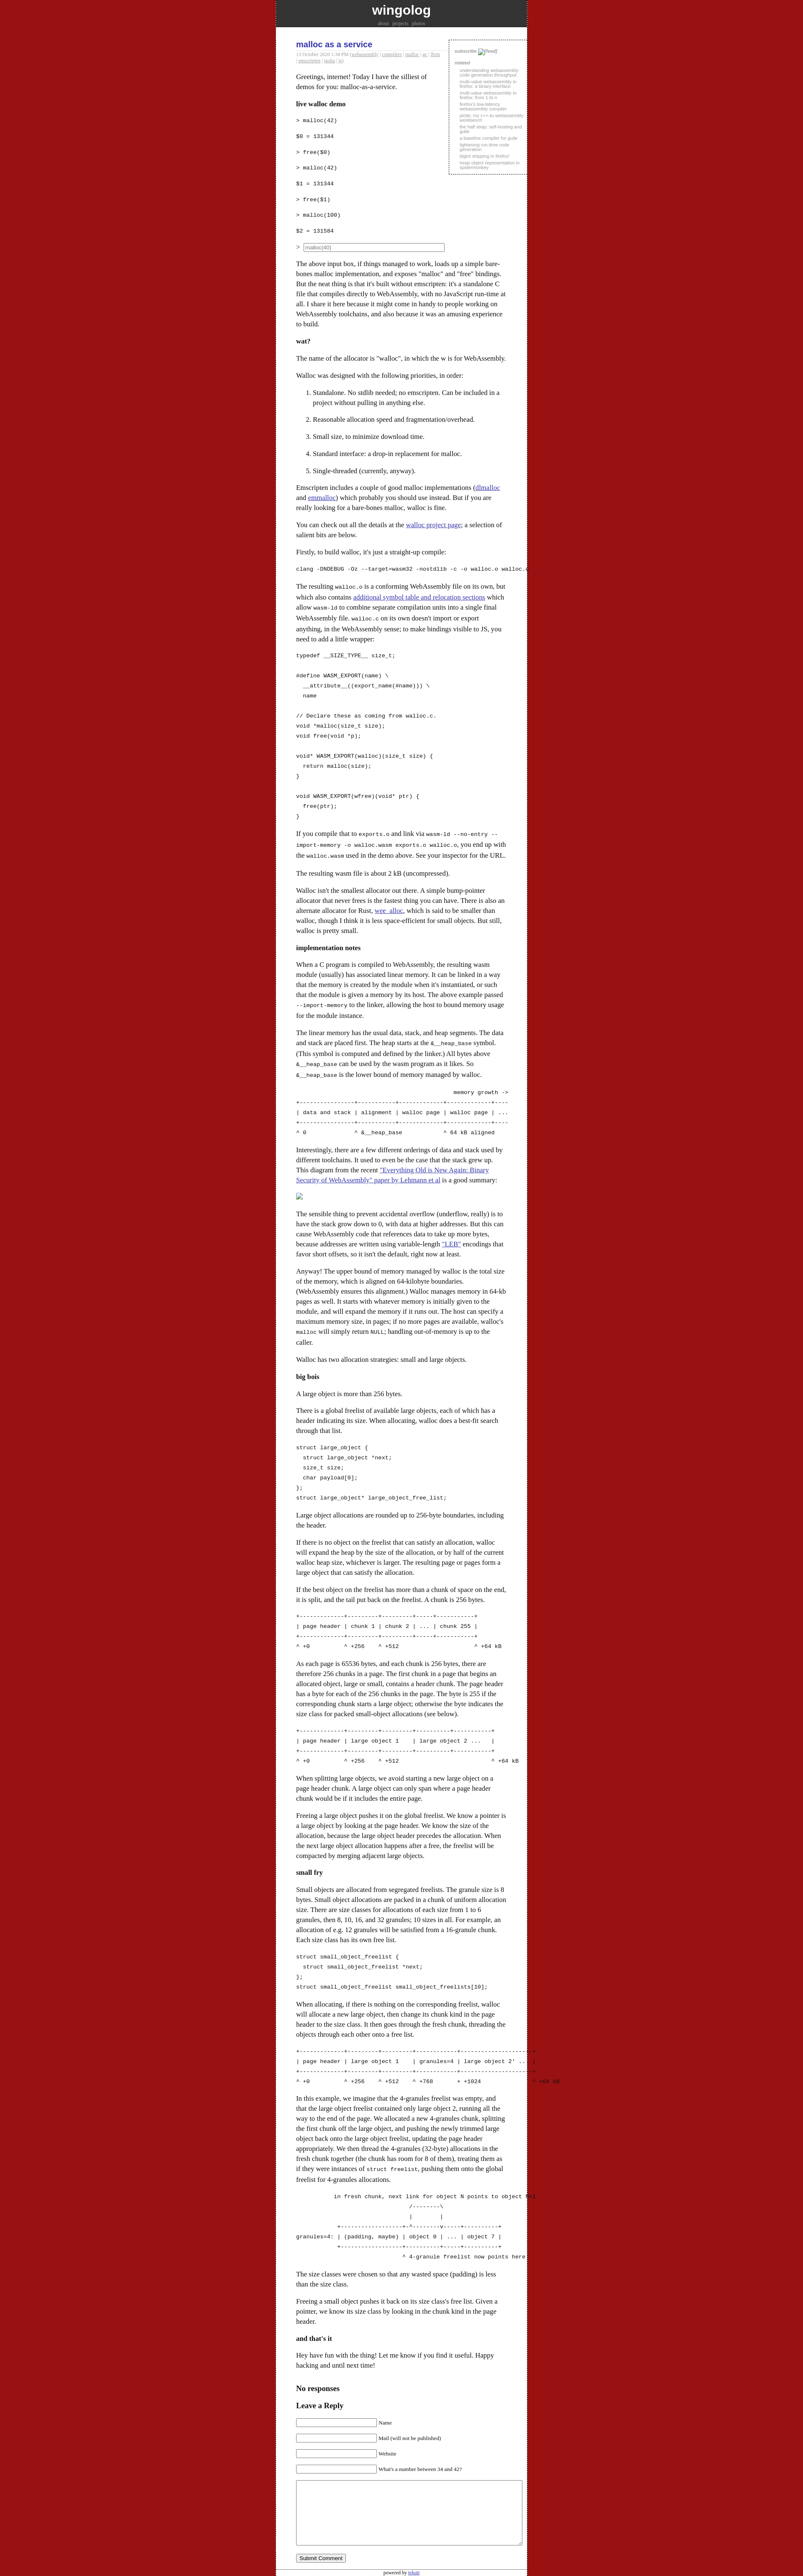 wingolog
about projects photos
malloc as a service
13 October 2020 1:34 PM (webassembly | compilers | malloc | gc | llvm
| emscripten | igalia | js)
subscribe [feed]
related
understanding webassembly
code generation throughput
multi-value webassembly in
firefox: a binary interface
multi-value webassembly in
firefox: from 1 to n
firefox's low-latency
webassembly compiler
pictie, my c++-to-webassembly
workbench
the half strap: self-hosting and
guile
a baseline compiler for guile
lightening run-time code
generation
bigint shipping in firefox!
heap object representation in
spidermonkey
Greetings, internet! Today I have the silliest of
demos for you: malloc-as-a-service.
live walloc demo
> malloc(42)
$0 = 131344
> free($0)
> malloc(42)
$1 = 131344
> free($1)
> malloc(100)
$2 = 131584
> malloc(40)
The above input box, if things managed to work, loads up a simple bare-
bones malloc implementation, and exposes "malloc" and "free" bindings.
But the neat thing is that it's built without emscripten: it's a standalone C
file that compiles directly to WebAssembly, with no JavaScript run-time at
all. I share it here because it might come in handy to people working on
WebAssembly toolchains, and also because it was an amusing experience
to build.
wat?
The name of the allocator is "walloc", in which the w is for WebAssembly.
Walloc was designed with the following priorities, in order:
1. Standalone. No stdlib needed; no emscripten. Can be included in a
project without pulling in anything else.
2. Reasonable allocation speed and fragmentation/overhead.
3. Small size, to minimize download time.
4. Standard interface: a drop-in replacement for malloc.
5. Single-threaded (currently, anyway).
Emscripten includes a couple of good malloc implementations (dlmalloc
and emmalloc) which probably you should use instead. But if you are
really looking for a bare-bones malloc, walloc is fine.
You can check out all the details at the walloc project page; a selection of
salient bits are below.
Firstly, to build walloc, it's just a straight-up compile:
clang -DNDEBUG -Oz --target=wasm32 -nostdlib -c -o walloc.o walloc.c
The resulting walloc.o is a conforming WebAssembly file on its own, but
which also contains additional symbol table and relocation sections which
allow wasm-ld to combine separate compilation units into a single final
WebAssembly file. walloc.c on its own doesn't import or export
anything, in the WebAssembly sense; to make bindings visible to JS, you
need to add a little wrapper:
typedef __SIZE_TYPE__ size_t;
#define WASM_EXPORT(name) \
__attribute__((export_name(#name))) \
name
// Declare these as coming from walloc.c.
void *malloc(size_t size);
void free(void *p);
void* WASM_EXPORT(walloc)(size_t size) {
return malloc(size);
}
void WASM_EXPORT(wfree)(void* ptr) {
free(ptr);
}
If you compile that to exports.o and link via wasm-ld --no-entry --
import-memory -o walloc.wasm exports.o walloc.o, you end up with
the walloc.wasm used in the demo above. See your inspector for the URL.
The resulting wasm file is about 2 kB (uncompressed).
Walloc isn't the smallest allocator out there. A simple bump-pointer
allocator that never frees is the fastest thing you can have. There is also an
alternate allocator for Rust, wee_alloc, which is said to be smaller than
walloc, though I think it is less space-efficient for small objects. But still,
walloc is pretty small.
implementation notes
When a C program is compiled to WebAssembly, the resulting wasm
module (usually) has associated linear memory. It can be linked in a way
that the memory is created by the module when it's instantiated, or such
that the module is given a memory by its host. The above example passed
--import-memory to the linker, allowing the host to bound memory usage
for the module instance.
The linear memory has the usual data, stack, and heap segments. The data
and stack are placed first. The heap starts at the &__heap_base symbol.
(This symbol is computed and defined by the linker.) All bytes above
&__heap_base can be used by the wasm program as it likes. So
&__heap_base is the lower bound of memory managed by walloc.
memory growth ->
+----------------+-----------+-------------+-------------+----
| data and stack | alignment | walloc page | walloc page | ...
+----------------+-----------+-------------+-------------+----
^ 0 ^ &__heap_base ^ 64 kB aligned
Interestingly, there are a few different orderings of data and stack used by
different toolchains. It used to even be the case that the stack grew up.
This diagram from the recent "Everything Old is New Again: Binary
Security of WebAssembly" paper by Lehmann et al is a good summary:
The sensible thing to prevent accidental overflow (underflow, really) is to
have the stack grow down to 0, with data at higher addresses. But this can
cause WebAssembly code that references data to take up more bytes,
because addresses are written using variable-length "LEB" encodings that
favor short offsets, so it isn't the default, right now at least.
Anyway! The upper bound of memory managed by walloc is the total size
of the memory, which is aligned on 64-kilobyte boundaries.
(WebAssembly ensures this alignment.) Walloc manages memory in 64-kb
pages as well. It starts with whatever memory is initially given to the
module, and will expand the memory if it runs out. The host can specify a
maximum memory size, in pages; if no more pages are available, walloc's
malloc will simply return NULL; handling out-of-memory is up to the
caller.
Walloc has two allocation strategies: small and large objects.
big bois
A large object is more than 256 bytes.
There is a global freelist of available large objects, each of which has a
header indicating its size. When allocating, walloc does a best-fit search
through that list.
struct large_object {
struct large_object *next;
size_t size;
char payload[0];
};
struct large_object* large_object_free_list;
Large object allocations are rounded up to 256-byte boundaries, including
the header.
If there is no object on the freelist that can satisfy an allocation, walloc
will expand the heap by the size of the allocation, or by half of the current
walloc heap size, whichever is larger. The resulting page or pages form a
large object that can satisfy the allocation.
If the best object on the freelist has more than a chunk of space on the end,
it is split, and the tail put back on the freelist. A chunk is 256 bytes.
+-------------+---------+---------+-----+-----------+
| page header | chunk 1 | chunk 2 | ... | chunk 255 |
+-------------+---------+---------+-----+-----------+
^ +0 ^ +256 ^ +512 ^ +64 kB
As each page is 65536 bytes, and each chunk is 256 bytes, there are
therefore 256 chunks in a page. The first chunk in a page that begins an
allocated object, large or small, contains a header chunk. The page header
has a byte for each of the 256 chunks in the page. The byte is 255 if the
corresponding chunk starts a large object; otherwise the byte indicates the
size class for packed small-object allocations (see below).
+-------------+---------+---------+----------+-----------+
| page header | large object 1 | large object 2 ... |
+-------------+---------+---------+----------+-----------+
^ +0 ^ +256 ^ +512 ^ +64 kB
When splitting large objects, we avoid starting a new large object on a
page header chunk. A large object can only span where a page header
chunk would be if it includes the entire page.
Freeing a large object pushes it on the global freelist. We know a pointer is
a large object by looking at the page header. We know the size of the
allocation, because the large object header precedes the allocation. When
the next large object allocation happens after a free, the freelist will be
compacted by merging adjacent large objects.
small fry
Small objects are allocated from segregated freelists. The granule size is 8
bytes. Small object allocations are packed in a chunk of uniform allocation
size. There are size classes for allocations of each size from 1 to 6
granules, then 8, 10, 16, and 32 granules; 10 sizes in all. For example, an
allocation of e.g. 12 granules will be satisfied from a 16-granule chunk.
Each size class has its own free list.
struct small_object_freelist {
struct small_object_freelist *next;
};
struct small_object_freelist small_object_freelists[10];
When allocating, if there is nothing on the corresponding freelist, walloc
will allocate a new large object, then change its chunk kind in the page
header to the size class. It then goes through the fresh chunk, threading the
objects through each other onto a free list.
+-------------+---------+---------+------------+---------------------+
| page header | large object 1 | granules=4 | large object 2' ... |
+-------------+---------+---------+------------+---------------------+
^ +0 ^ +256 ^ +512 ^ +768 + +1024 ^ +64 kB
In this example, we imagine that the 4-granules freelist was empty, and
that the large object freelist contained only large object 2, running all the
way to the end of the page. We allocated a new 4-granules chunk, splitting
the first chunk off the large object, and pushing the newly trimmed large
object back onto the large object freelist, updating the page header
appropriately. We then thread the 4-granules (32-byte) allocations in the
fresh chunk together (the chunk has room for 8 of them), treating them as
if they were instances of struct freelist, pushing them onto the global
freelist for 4-granules allocations.
in fresh chunk, next link for object N points to object N+1
/--------\
| |
+------------------+-^--------v-----+----------+
granules=4: | (padding, maybe) | object 0 | ... | object 7 |
+------------------+----------+-----+----------+
^ 4-granule freelist now points here
The size classes were chosen so that any wasted space (padding) is less
than the size class.
Freeing a small object pushes it back on its size class's free list. Given a
pointer, we know its size class by looking in the chunk kind in the page
header.
and that's it
Hey have fun with the thing! Let me know if you find it useful. Happy
hacking and until next time!
No responses
Leave a Reply
Name
Mail (will not be published)
Website
What's a number between 34 and 42?
Submit Comment
powered by tekuti